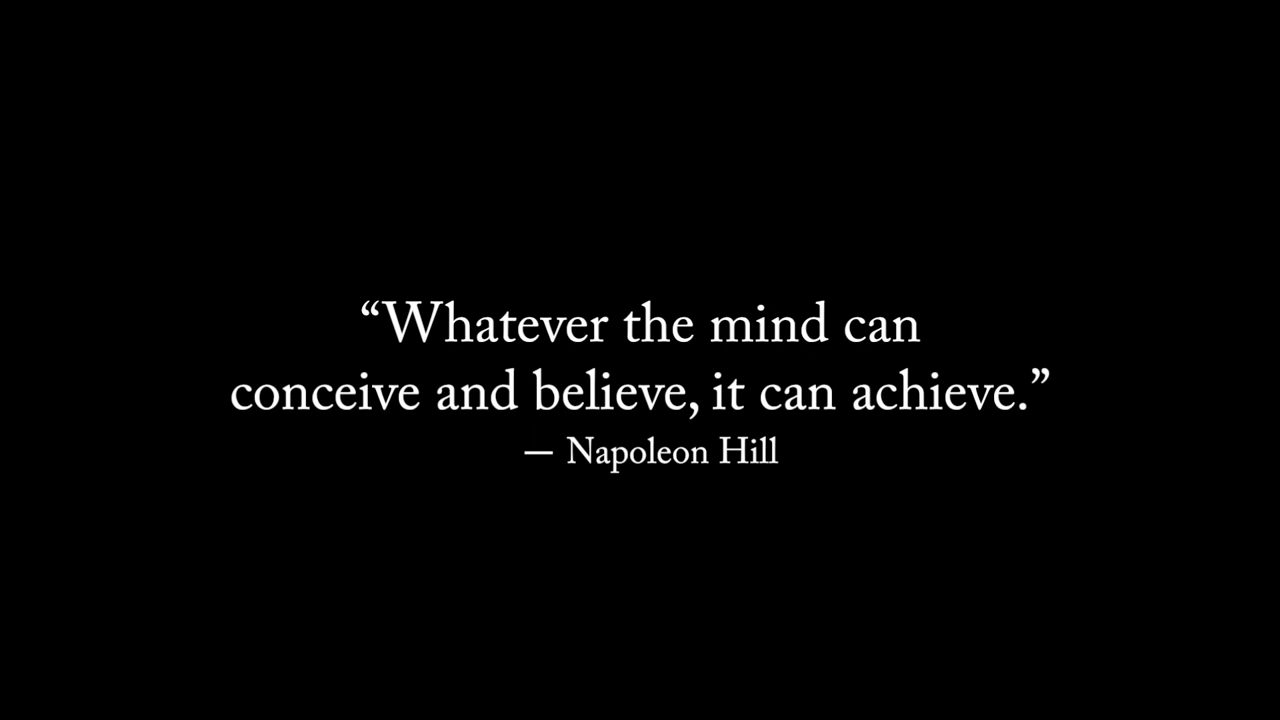 “Whatever the mind can
conceive and believe, it can achieve.”
— Napoleon Hill